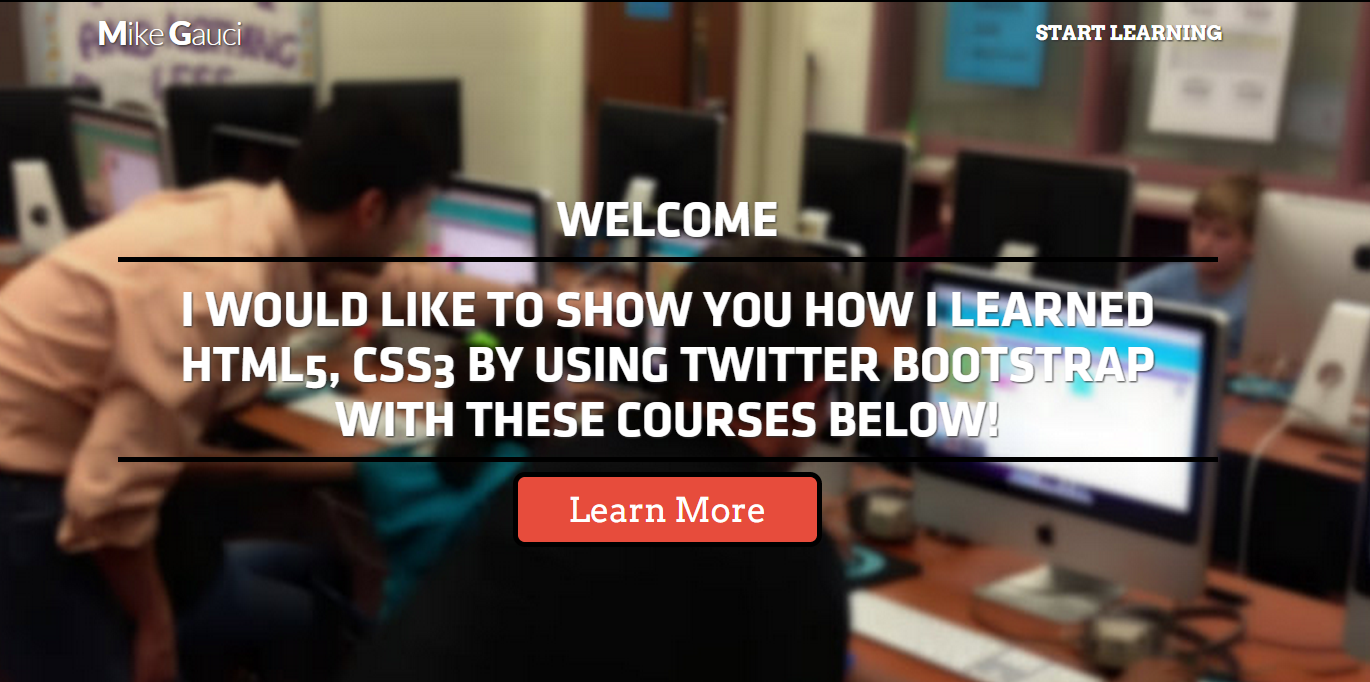 Mike Gauci
START LEARNING
WELCOME
I WOULD LIKE TO SHOW YOU HOW I LEARNED
HTML5, CSS3 BY USING TWITTER BOOTSTRAP
WITH THESE COURSES BELOW!
Learn More